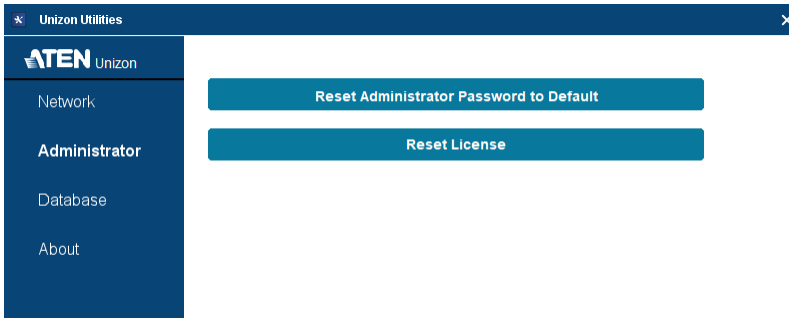 Unizon Utilities
ATEN Unizon
Network
Administrator
Database
About
Reset Administrator Password to Default
Reset License